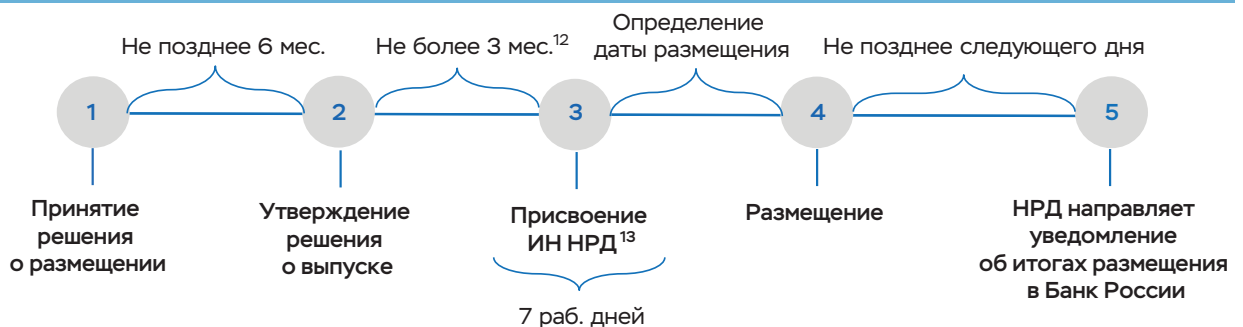 Определение
даты размещения
Не позднее 6 мес.
Не более 3 мес.¹²
Не позднее следующего дня
1
2
3
4
5
Принятие
решения
о размещении
Утверждение
решения
о выпуске
Присвоение
ИН НРД¹³
Размещение
НРД направляет
уведомление
об итогах размещения
в Банк России
7 раб. дней